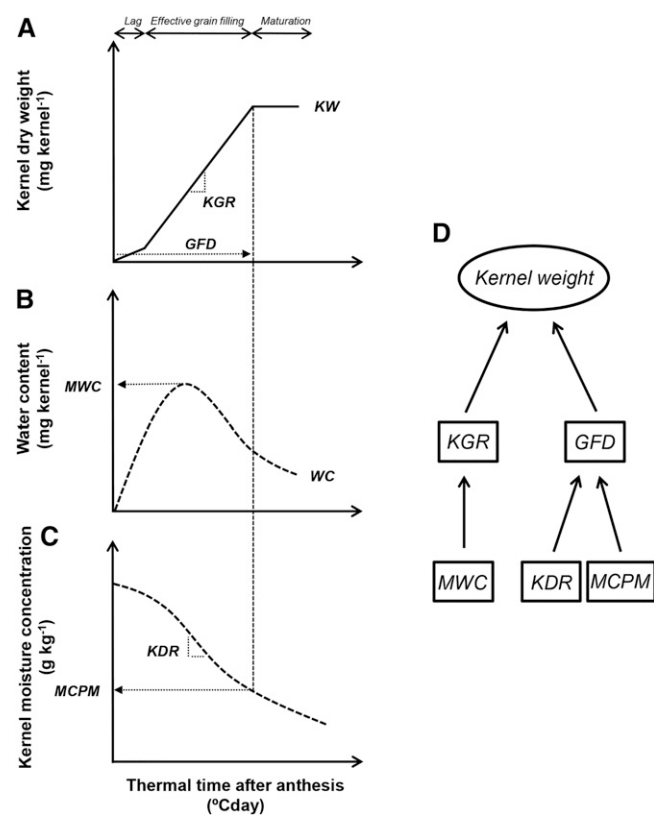 A
Lag
Effective grain filling
Maturation
Kernel dry weight
(mg kernel-1)
KW
KGR
GFD
B
Water content
(mg kernel-1)
MWC
WC
C
Kernel moisture concentration
(g kg-1)
KDR
MCPM
Thermal time after anthesis
(ºCday)
D
Kernel weight
KGR
GFD
MWC
KDR
MCPM